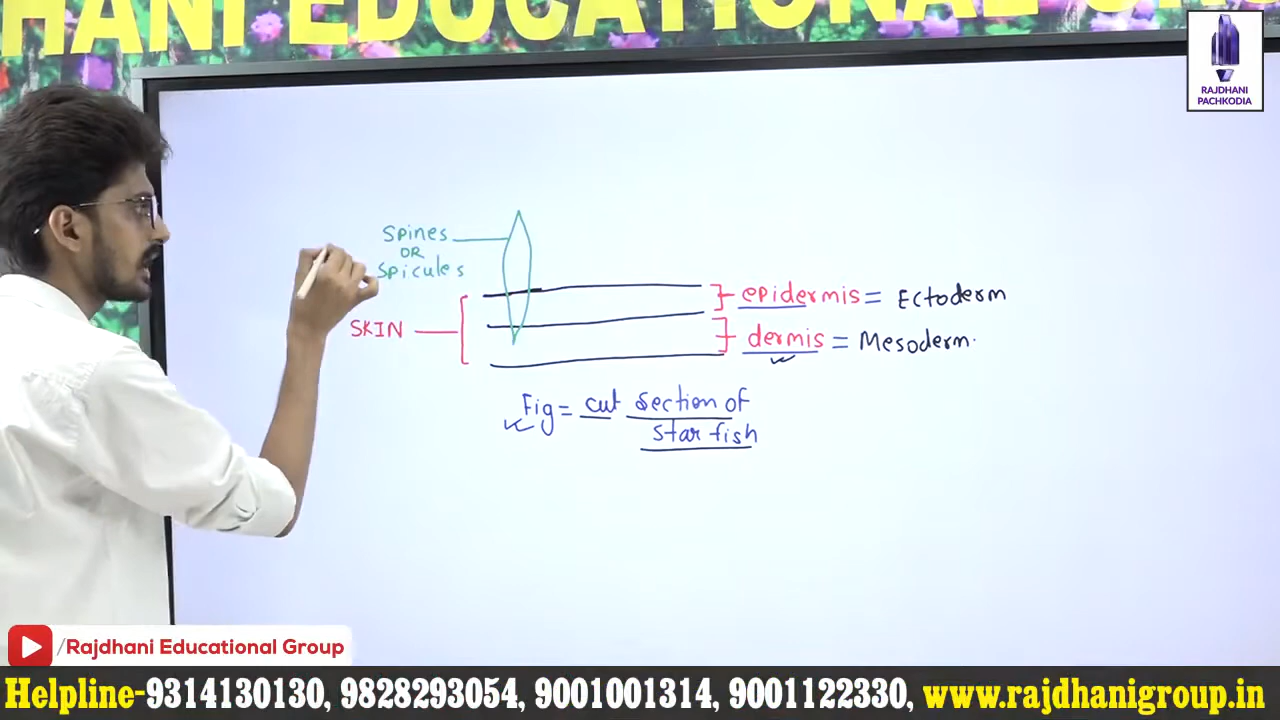 HANI EDUCATIONAL
RAJDHANI
PACHKODIA
Spines
OR
Spicules
SKIN
epidermis = Ectoderm
dermis = Mesoderm.
Fig = cut section of
star fish
/Rajdhani Educational Group
Helpline-9314130130, 9828293054, 9001001314, 9001122330, www.rajdhanigroup.in